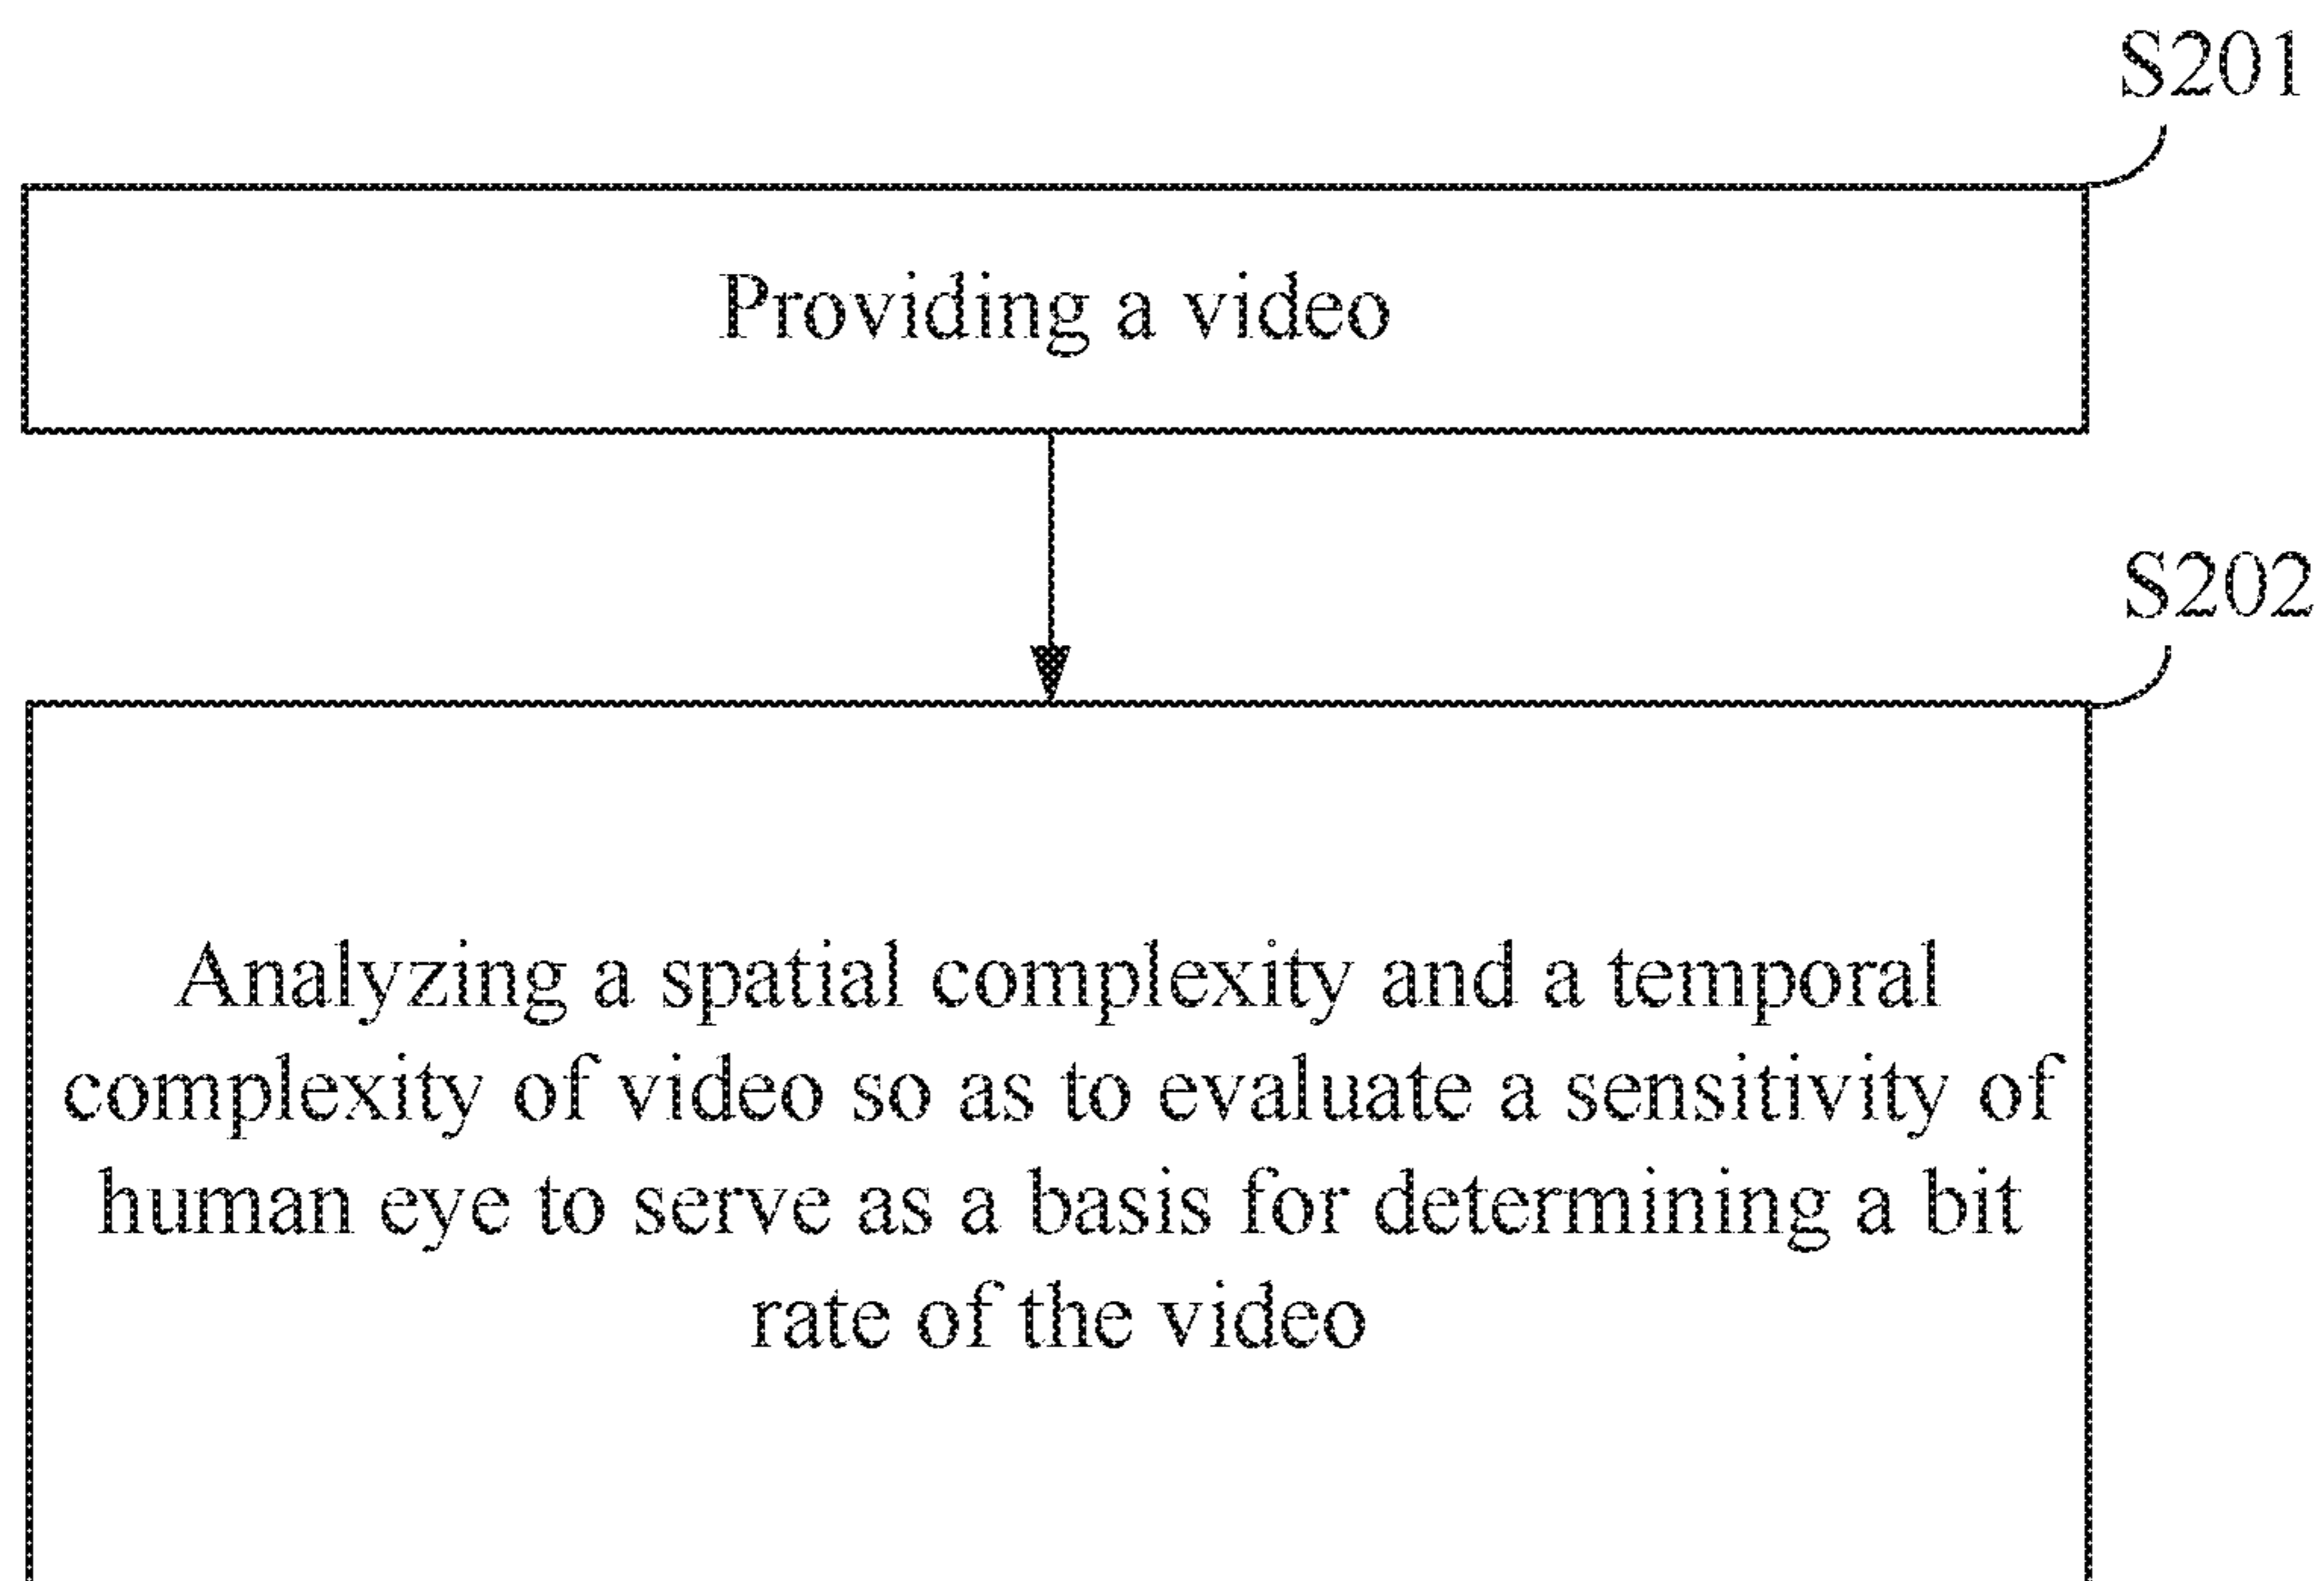 S201
Providing a video
S202
Analyzing a spatial complexity and a temporal
complexity of video so as to evaluate a sensitivity of
human eye to serve as a basis for determining a bit
rate of the video